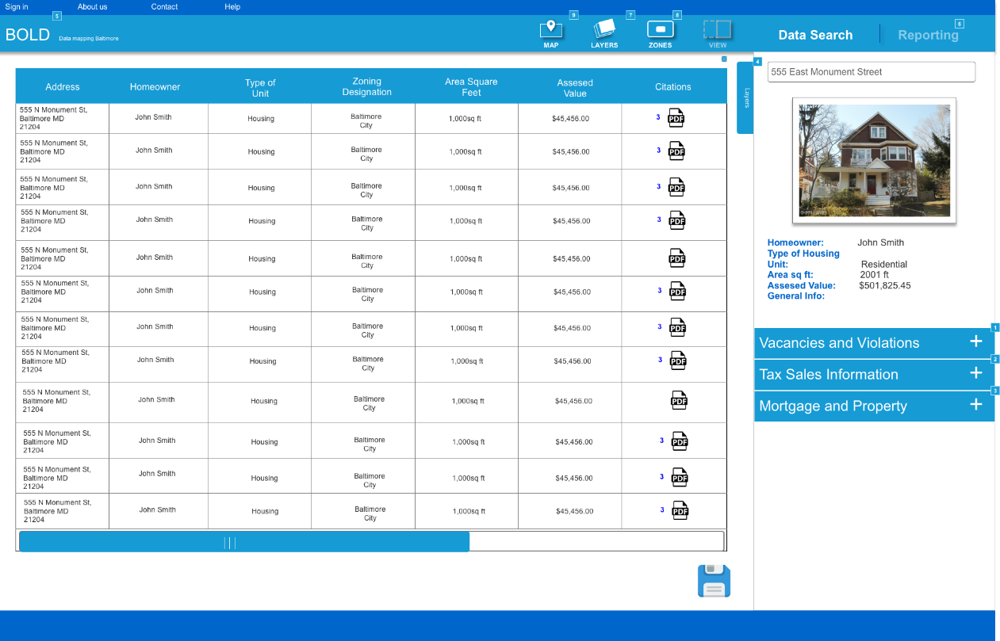 Sign in About us Contact Help
5 9 7 8 6
BOLD Data mapping Baltimore
MAP LAYERS ZONES VIEW
Data Search Reporting
4
Layers
Address Homeowner Type of Unit Zoning Designation Area Square Feet Assesed Value Citations
555 N Monument St, Baltimore MD 21204 John Smith Housing Baltimore City 1,000sq ft $45,456.00 3 PDF
555 N Monument St, Baltimore MD 21204 John Smith Housing Baltimore City 1,000sq ft $45,456.00 3 PDF
555 N Monument St, Baltimore MD 21204 John Smith Housing Baltimore City 1,000sq ft $45,456.00 3 PDF
555 N Monument St, Baltimore MD 21204 John Smith Housing Baltimore City 1,000sq ft $45,456.00 3 PDF
555 N Monument St, Baltimore MD 21204 John Smith Housing Baltimore City 1,000sq ft $45,456.00 PDF
555 N Monument St, Baltimore MD 21204 John Smith Housing Baltimore City 1,000sq ft $45,456.00 3 PDF
555 N Monument St, Baltimore MD 21204 John Smith Housing Baltimore City 1,000sq ft $45,456.00 3 PDF
555 N Monument St, Baltimore MD 21204 John Smith Housing Baltimore City 1,000sq ft $45,456.00 3 PDF
555 N Monument St, Baltimore MD 21204 John Smith Housing Baltimore City 1,000sq ft $45,456.00 PDF
555 N Monument St, Baltimore MD 21204 John Smith Housing Baltimore City 1,000sq ft $45,456.00 3 PDF
555 N Monument St, Baltimore MD 21204 John Smith Housing Baltimore City 1,000sq ft $45,456.00 3 PDF
555 N Monument St, Baltimore MD 21204 John Smith Housing Baltimore City 1,000sq ft $45,456.00 3 PDF
555 East Monument Street
Homeowner: John Smith
Type of Housing
Unit: Residential
Area sq ft: 2001 ft
Assesed Value: $501,825.45
General Info:
1
Vacancies and Violations +
2
Tax Sales Information +
3
Mortgage and Property +